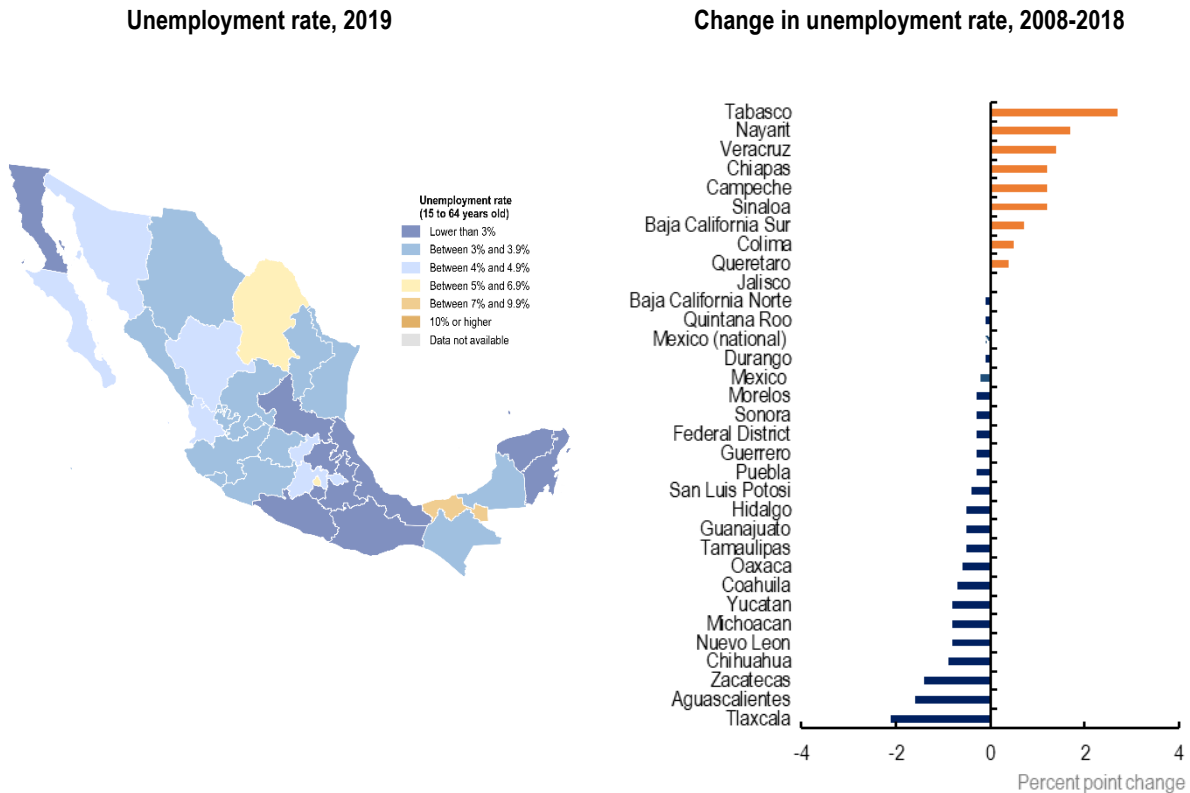 Unemployment rate, 2019
Unemployment rate
(15 to 64 years old)
Lower than 3%
Between 3% and 3.9%
Between 4% and 4.9%
Between 5% and 6.9%
Between 7% and 9.9%
10% or higher
Data not available
Change in unemployment rate, 2008-2018
Tabasco
Nayarit
Veracruz
Chiapas
Campeche
Sinaloa
Baja California Sur
Colima
Queretaro
Jalisco
Baja California Norte
Quintana Roo
Mexico (national)
Durango
Mexico
Morelos
Sonora
Federal District
Guerrero
Puebla
San Luis Potosi
Hidalgo
Guanajuato
Tamaulipas
Oaxaca
Coahuila
Yucatan
Michoacan
Nuevo Leon
Chihuahua
Zacatecas
Aguascalientes
Tlaxcala
-4 -2 0 2 4
Percent point change